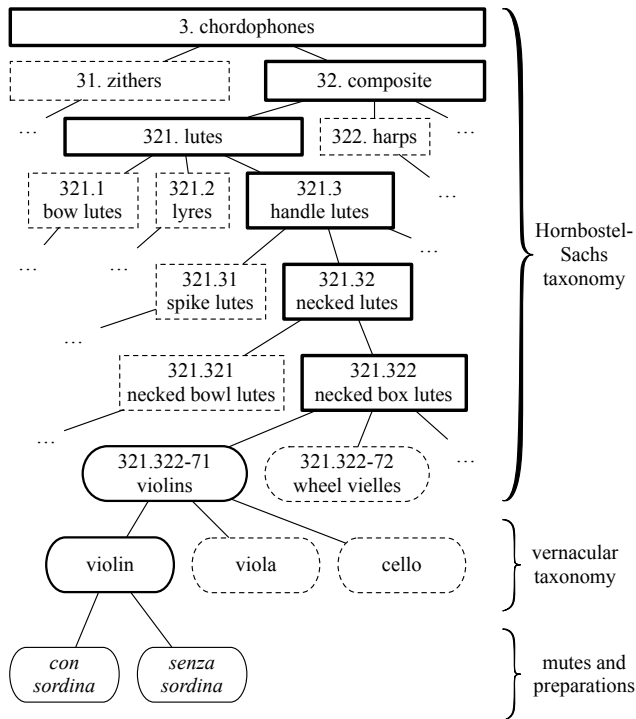 3. chordophones
31. zithers
32. composite
...
321. lutes
322. harps
...
321.1
bow lutes
321.2
lyres
321.3
handle lutes
...
...
...
...
321.31
spike lutes
321.32
necked lutes
...
321.321
necked bowl lutes
321.322
necked box lutes
...
321.322-71
violins
321.322-72
wheel vielles
...
Hornbostel-
Sachs
taxonomy
violin
viola
cello
vernacular
taxonomy
con
sordina
senza
sordina
mutes and
preparations